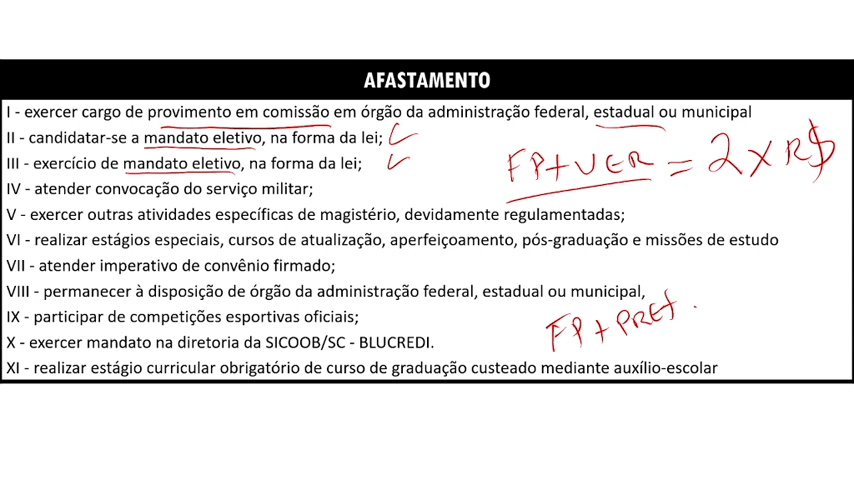 AFASTAMENTO
I - exercer cargo de provimento em comissão em órgão da administração federal, estadual ou municipal
II - candidatar-se a mandato eletivo, na forma da lei;
III - exercício de mandato eletivo, na forma da lei;
FP+VER = 2 X R$
IV - atender convocação do serviço militar;
V - exercer outras atividades específicas de magistério, devidamente regulamentadas;
VI - realizar estágios especiais, cursos de atualização, aperfeiçoamento, pós-graduação e missões de estudo
VII - atender imperativo de convênio firmado;
VIII - permanecer à disposição de órgão da administração federal, estadual ou municipal,
IX - participar de competições esportivas oficiais;
FP + PREF.
X - exercer mandato na diretoria da SICOOB/SC - BLUCREDI.
XI - realizar estágio curricular obrigatório de curso de graduação custeado mediante auxílio-escolar